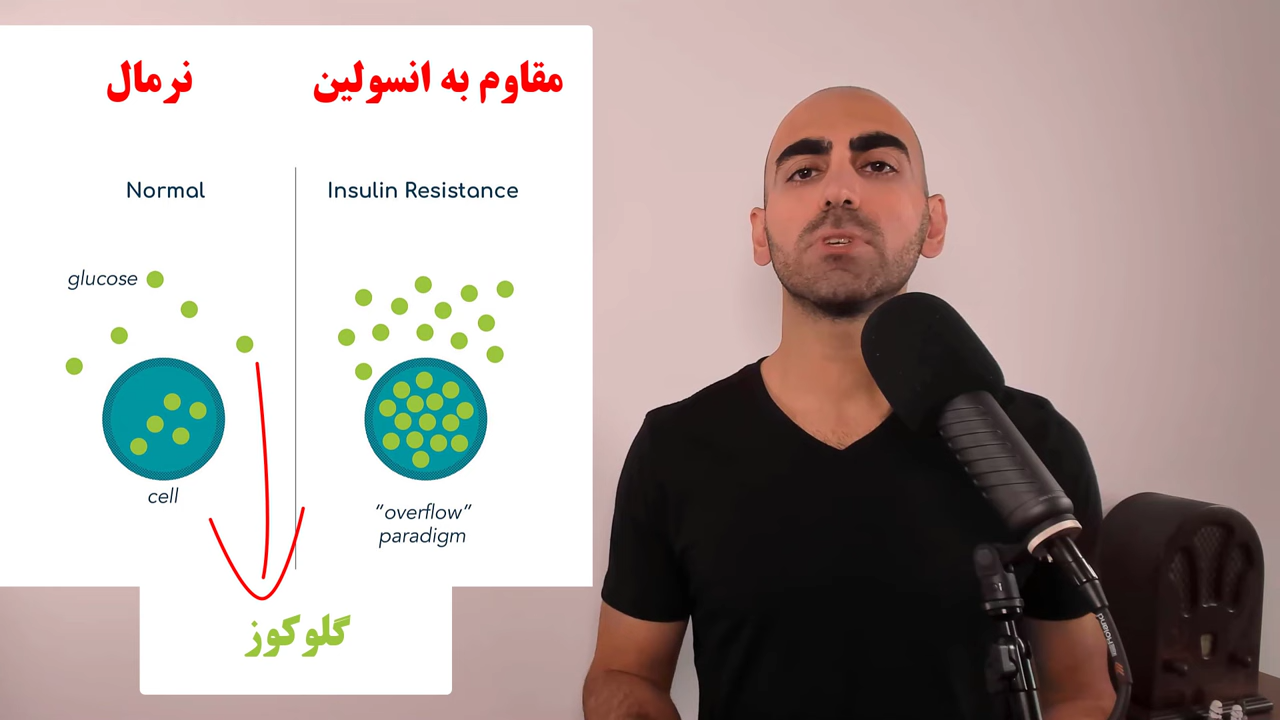 نرمال
مقاوم به انسولین
Normal
Insulin Resistance
glucose
cell
”overflow”
paradigm
گلوکوز